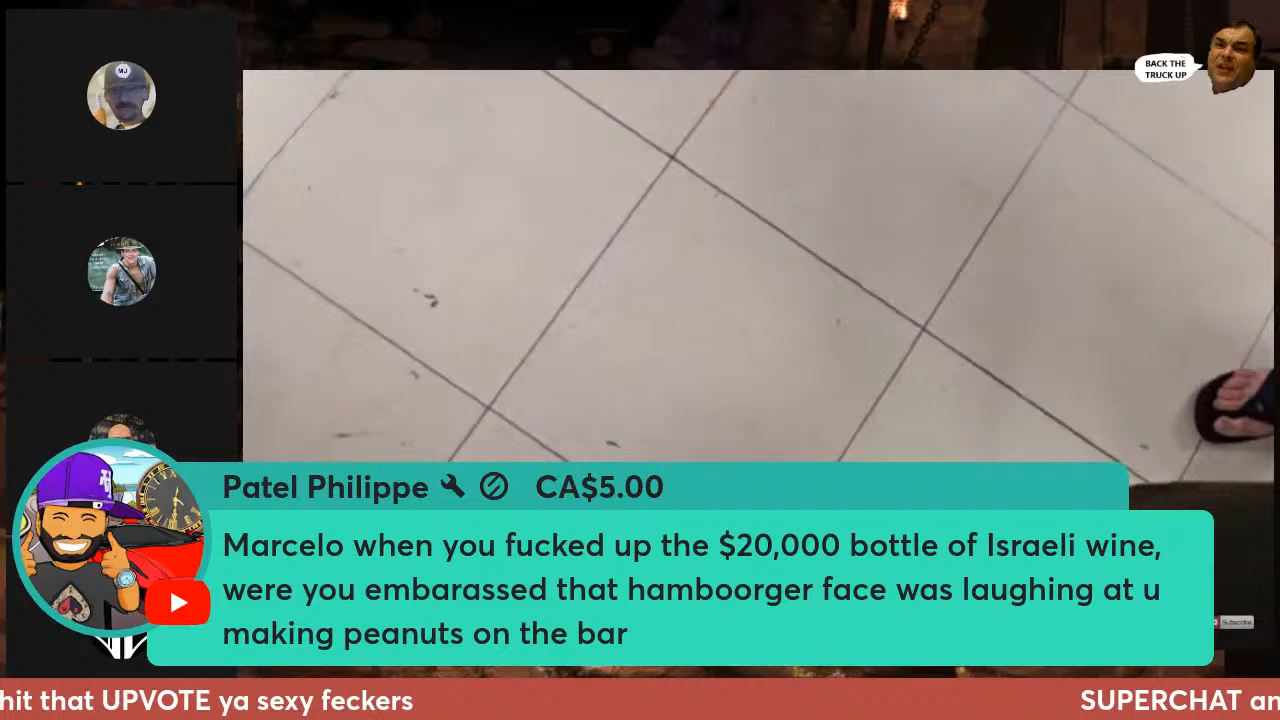 BACK THE
TRUCK UP
MJ
Patel Philippe CA$5.00
Marcelo when you fucked up the $20,000 bottle of Israeli wine,
were you embarassed that hamboorger face was laughing at u
making peanuts on the bar
Subscribe
hit that UPVOTE ya sexy feckers
SUPERCHAT an